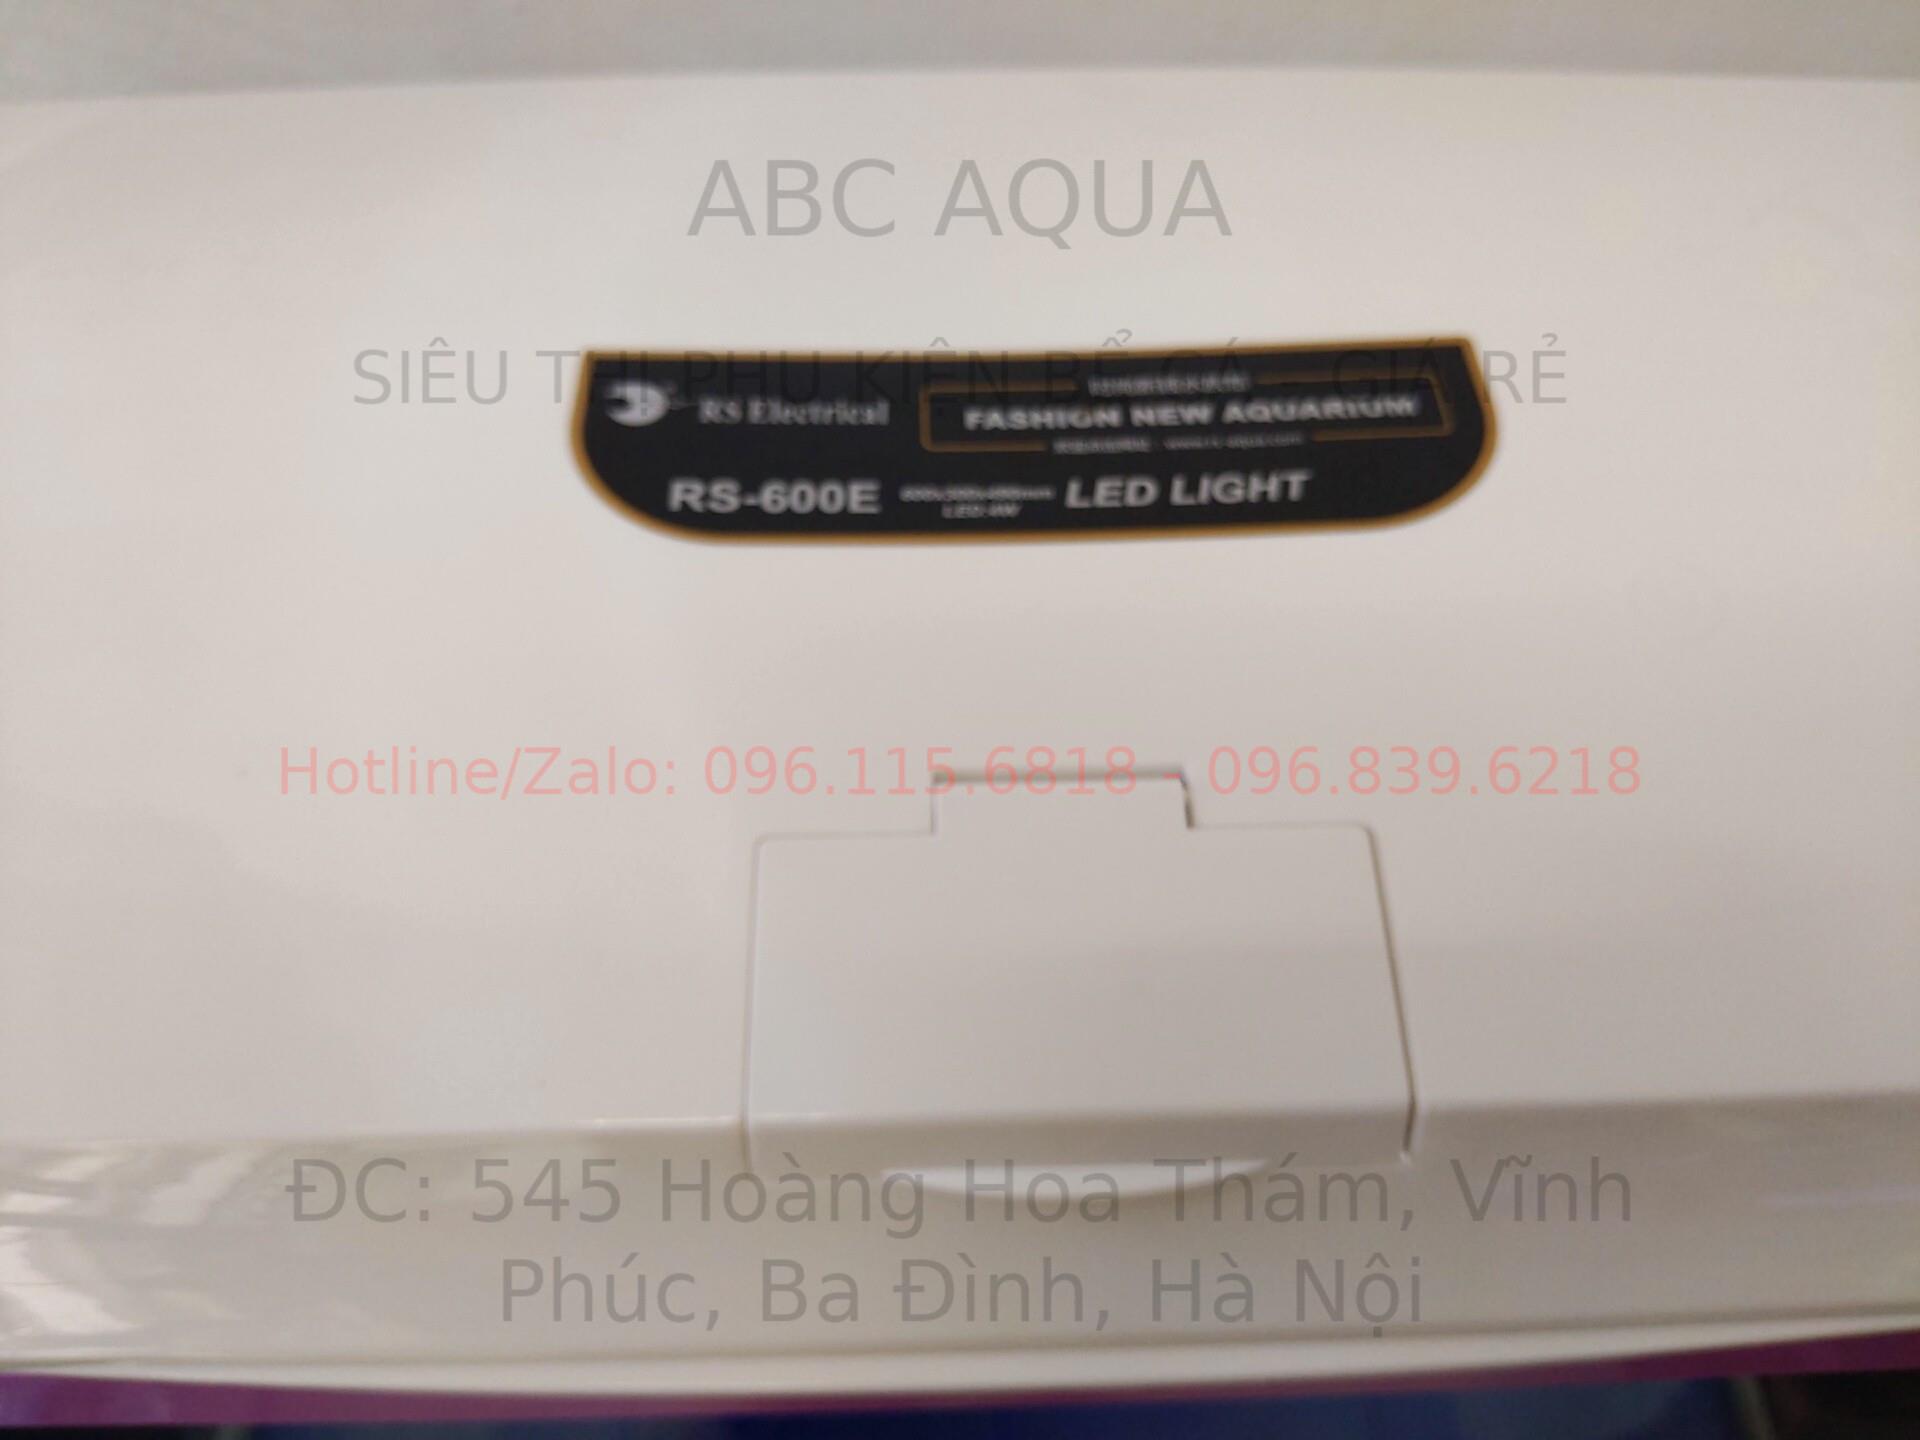 ABC AQUA
SIÊU THỊ PHỤ KIỆN BỂ CÁ - GIÁ RẺ
RS Electrical
FASHION NEW AQUARIUM
RS-600E
LED LIGHT
Hotline/Zalo: 096.115.6818 - 096.839.6218
ĐC: 545 Hoàng Hoa Thám, Vĩnh
Phúc, Ba Đình, Hà Nội